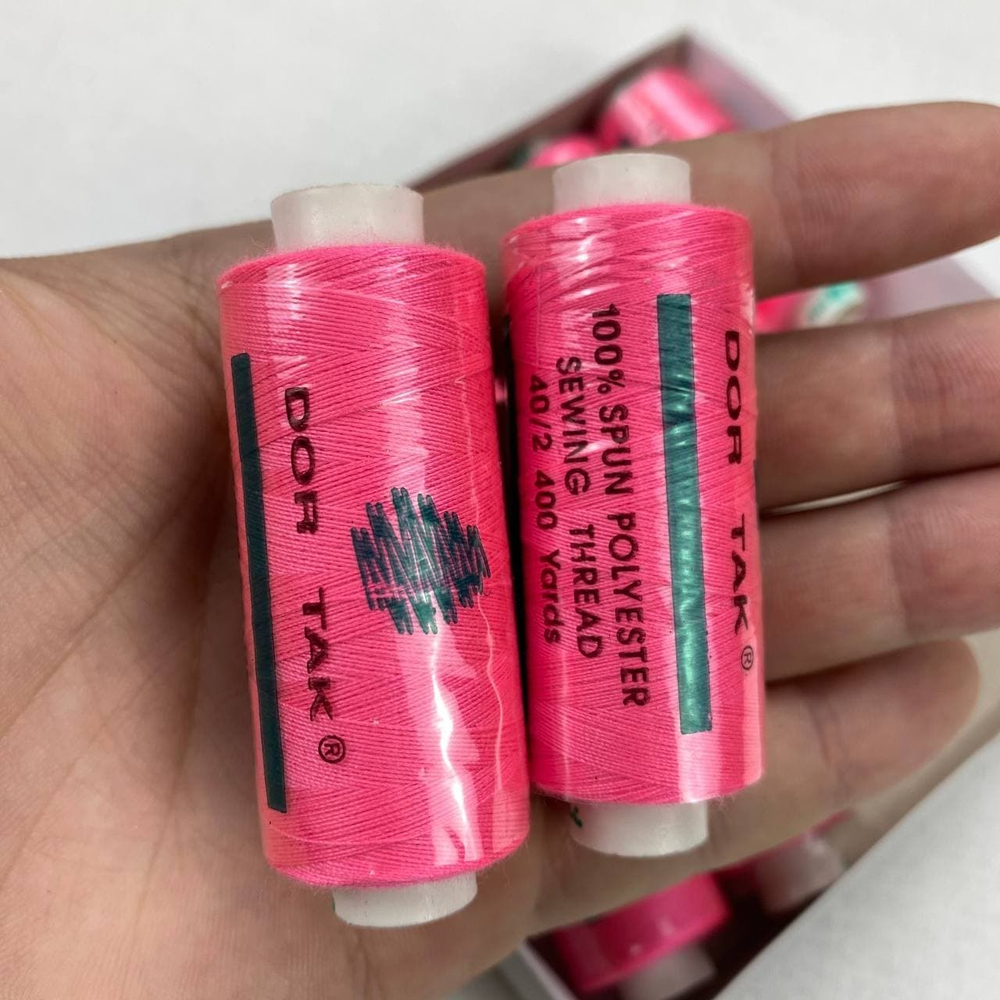 DOR TAK®
100% SPUN POLYESTER
SEWING THREAD
40/2 400 Yards
DOR TAK®